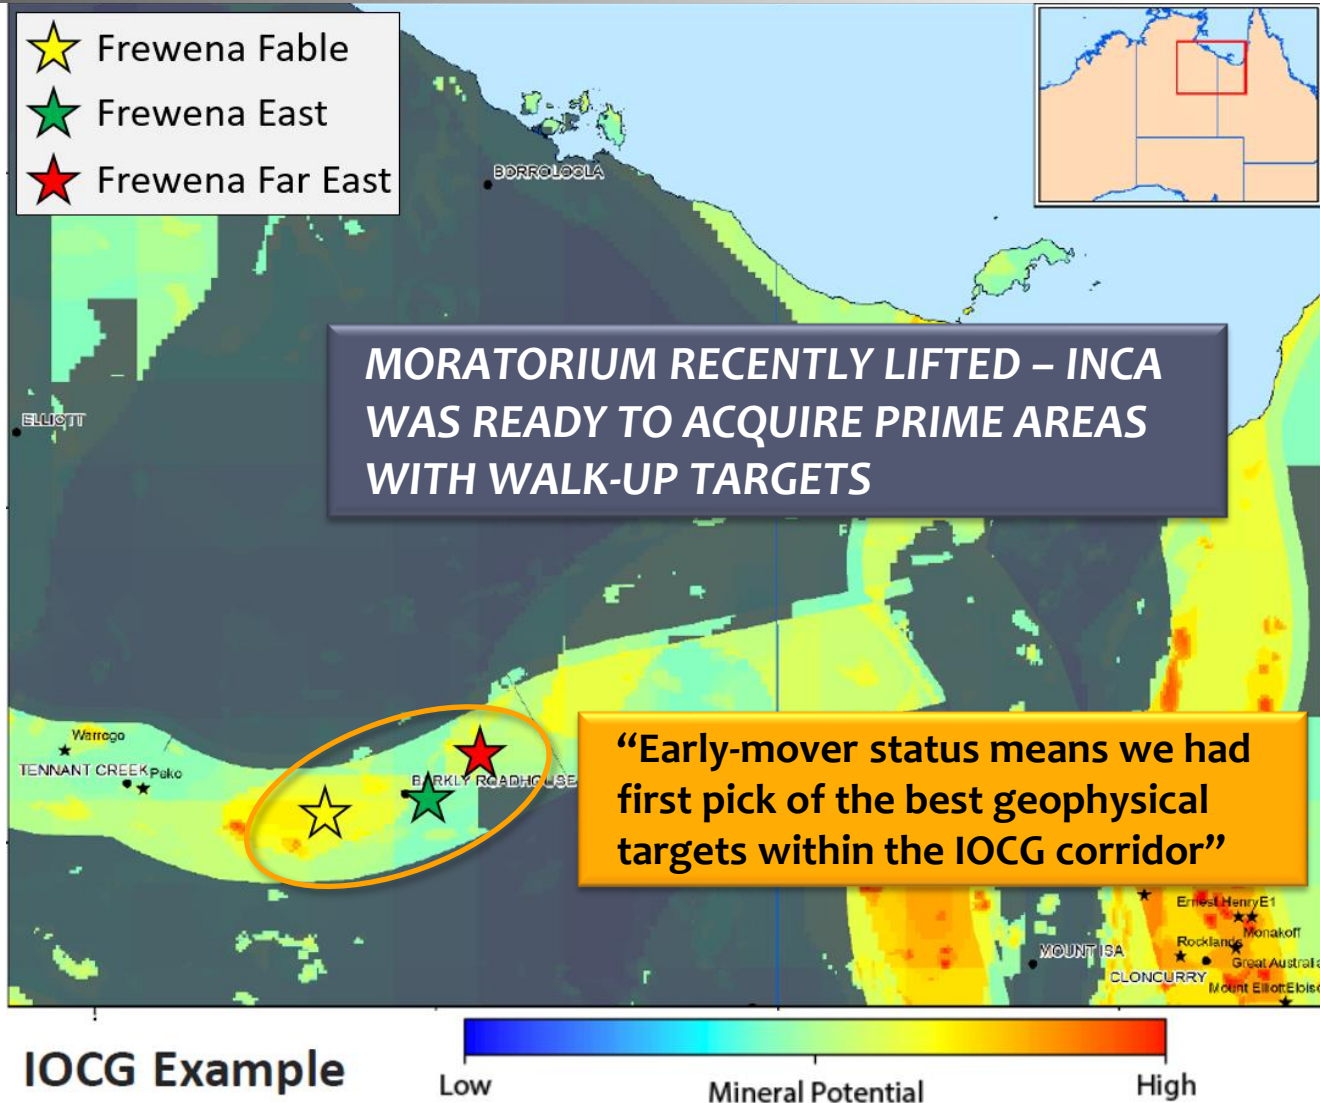 Frewena Fable
Frewena East
Frewena Far East
BORROLOOLA
MORATORIUM RECENTLY LIFTED – INCA
WAS READY TO ACQUIRE PRIME AREAS
WITH WALK-UP TARGETS
ELLIOTT
Warrego
TENNANT CREEK
Peko
BARKLY ROADHOUSE
“Early-mover status means we had
first pick of the best geophysical
targets within the IOCG corridor”
Ernest Henry
E1
Monakoff
Rocklands
MOUNT ISA
Great Australia
CLONCURRY
Mount Elliott
Eloise
IOCG Example
Low
Mineral Potential
High